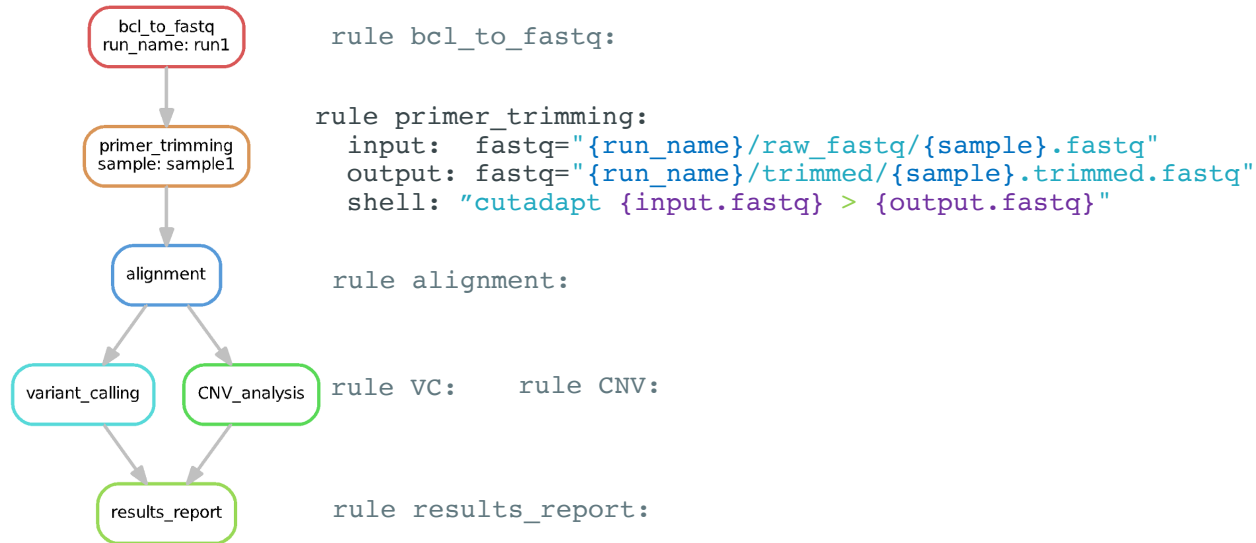 bcl_to_fastq
run_name: run1
rule bcl_to_fastq:
primer_trimming
sample: sample1
rule primer_trimming:
input:  fastq="{run_name}/raw_fastq/{sample}.fastq"
output: fastq="{run_name}/trimmed/{sample}.trimmed.fastq"
shell: ”cutadapt {input.fastq} > {output.fastq}"
alignment
rule alignment:
variant_calling
CNV_analysis
rule VC:
rule CNV:
results_report
rule results_report: